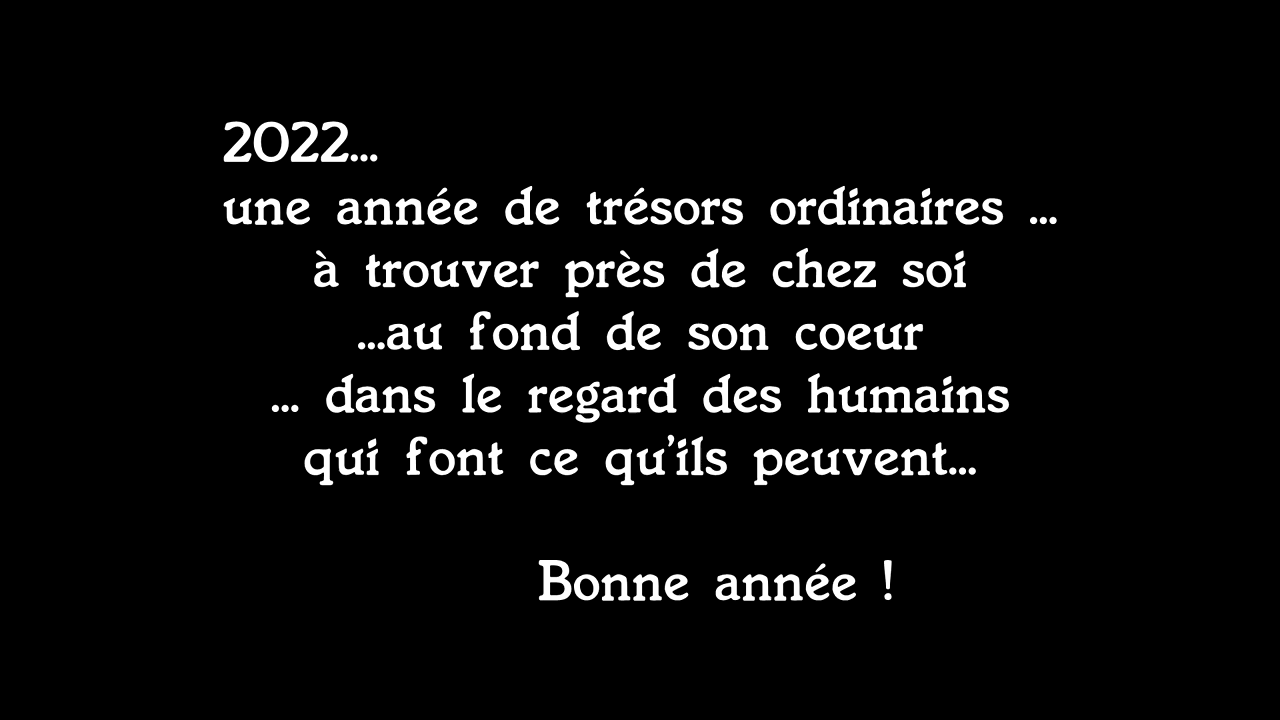 2022...
une année de trésors ordinaires ...
à trouver près de chez soi
...au fond de son coeur
... dans le regard des humains
qui font ce qu'ils peuvent...
Bonne année !